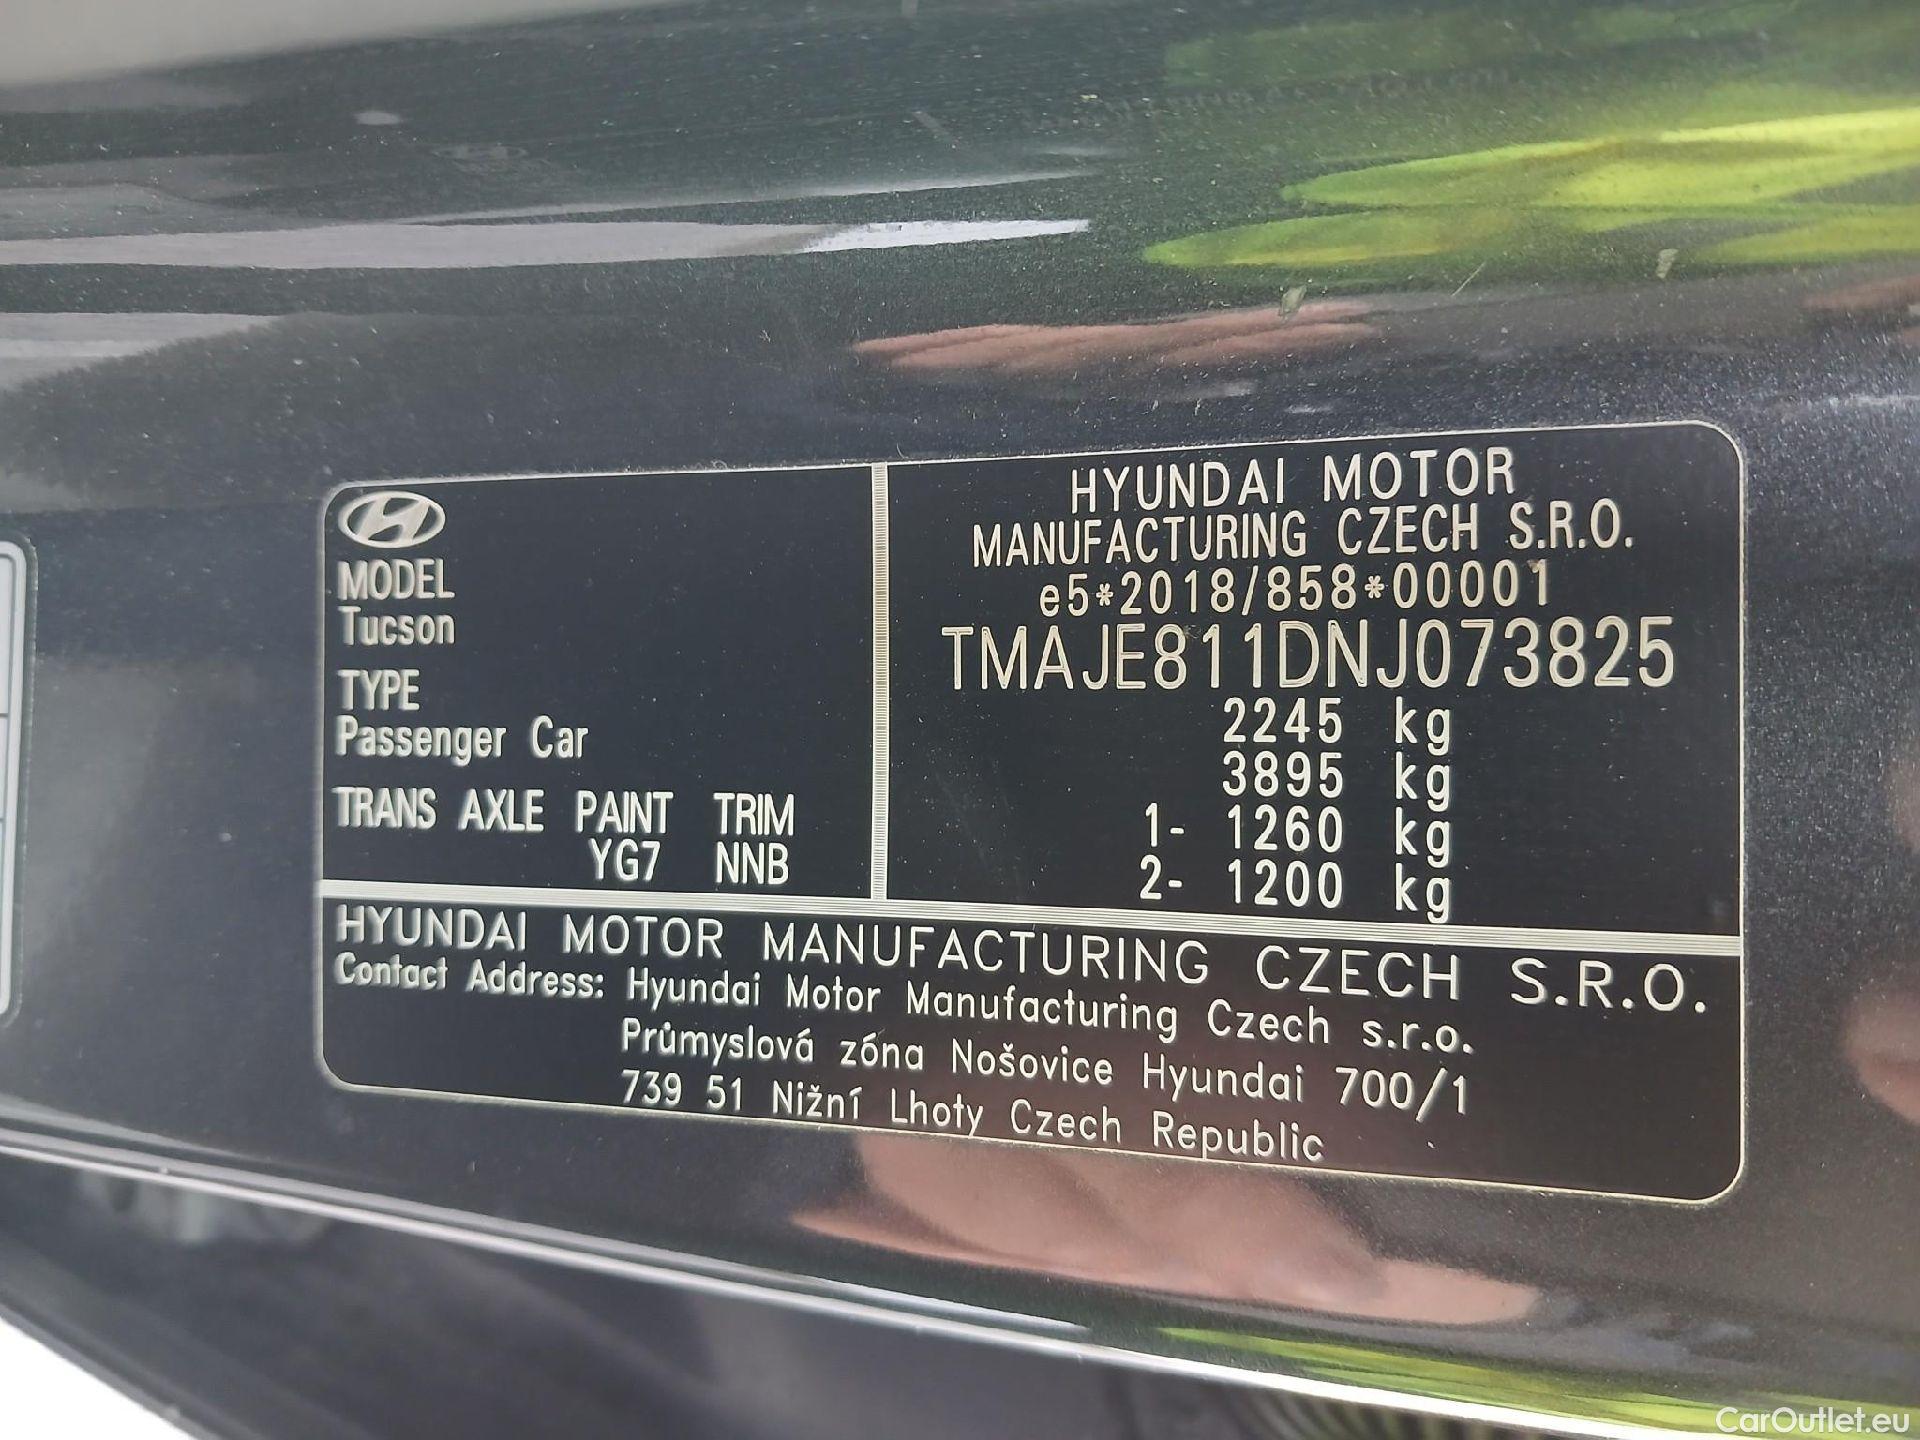 MODEL
Tucson
TYPE
Passenger Car
TRANS AXLE PAINT TRIM
YG7 NNB
HYUNDAI MOTOR
MANUFACTURING CZECH S.R.O.
e5*2018/858*00001
TMAJE811DNJ073825
2245 kg
3895 kg
1- 1260 kg
2- 1200 kg
HYUNDAI MOTOR MANUFACTURING CZECH S.R.O.
Contact Address: Hyundai Motor Manufacturing Czech s.r.o.
Průmyslová zóna Nošovice Hyundai 700/1
739 51 Nižní Lhoty Czech Republic
CarOutlet.eu